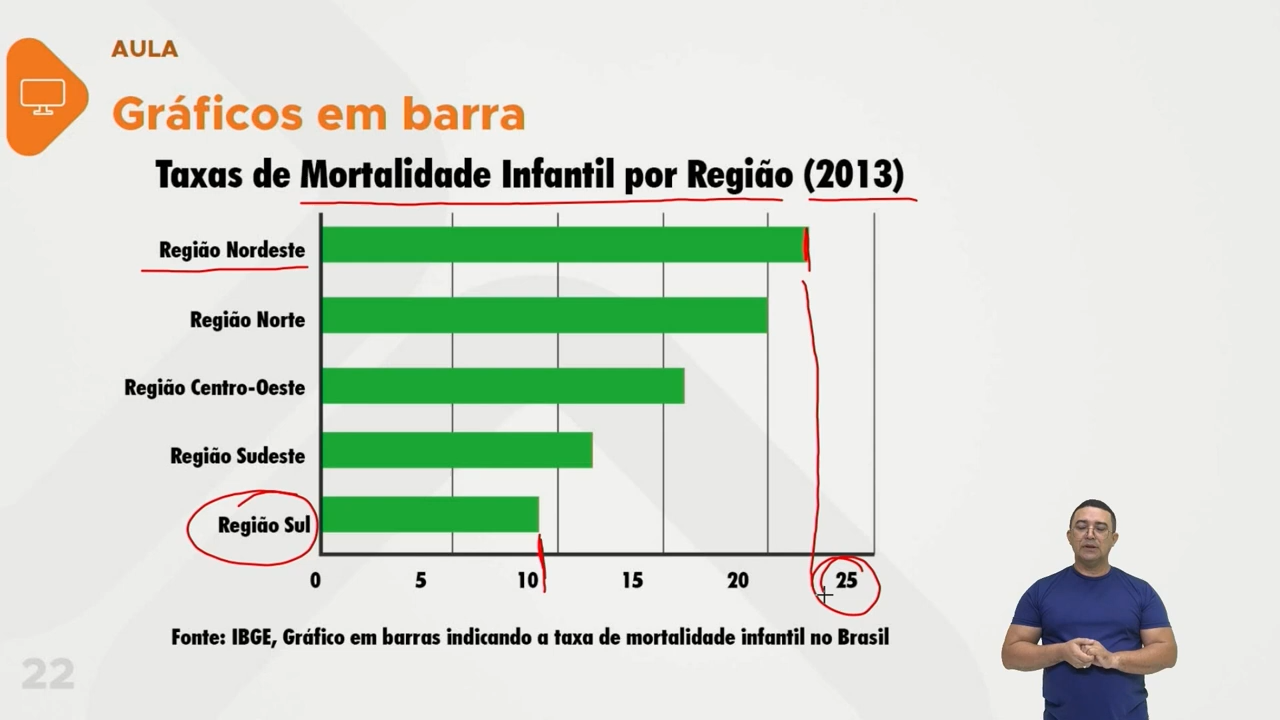 AULA
Gráficos em barra
Taxas de Mortalidade Infantil por Região (2013)
Região Nordeste
Região Norte
Região Centro-Oeste
Região Sudeste
Região Sul
0 5 10 15 20 25
Fonte: IBGE, Gráfico em barras indicando a taxa de mortalidade infantil no Brasil
22